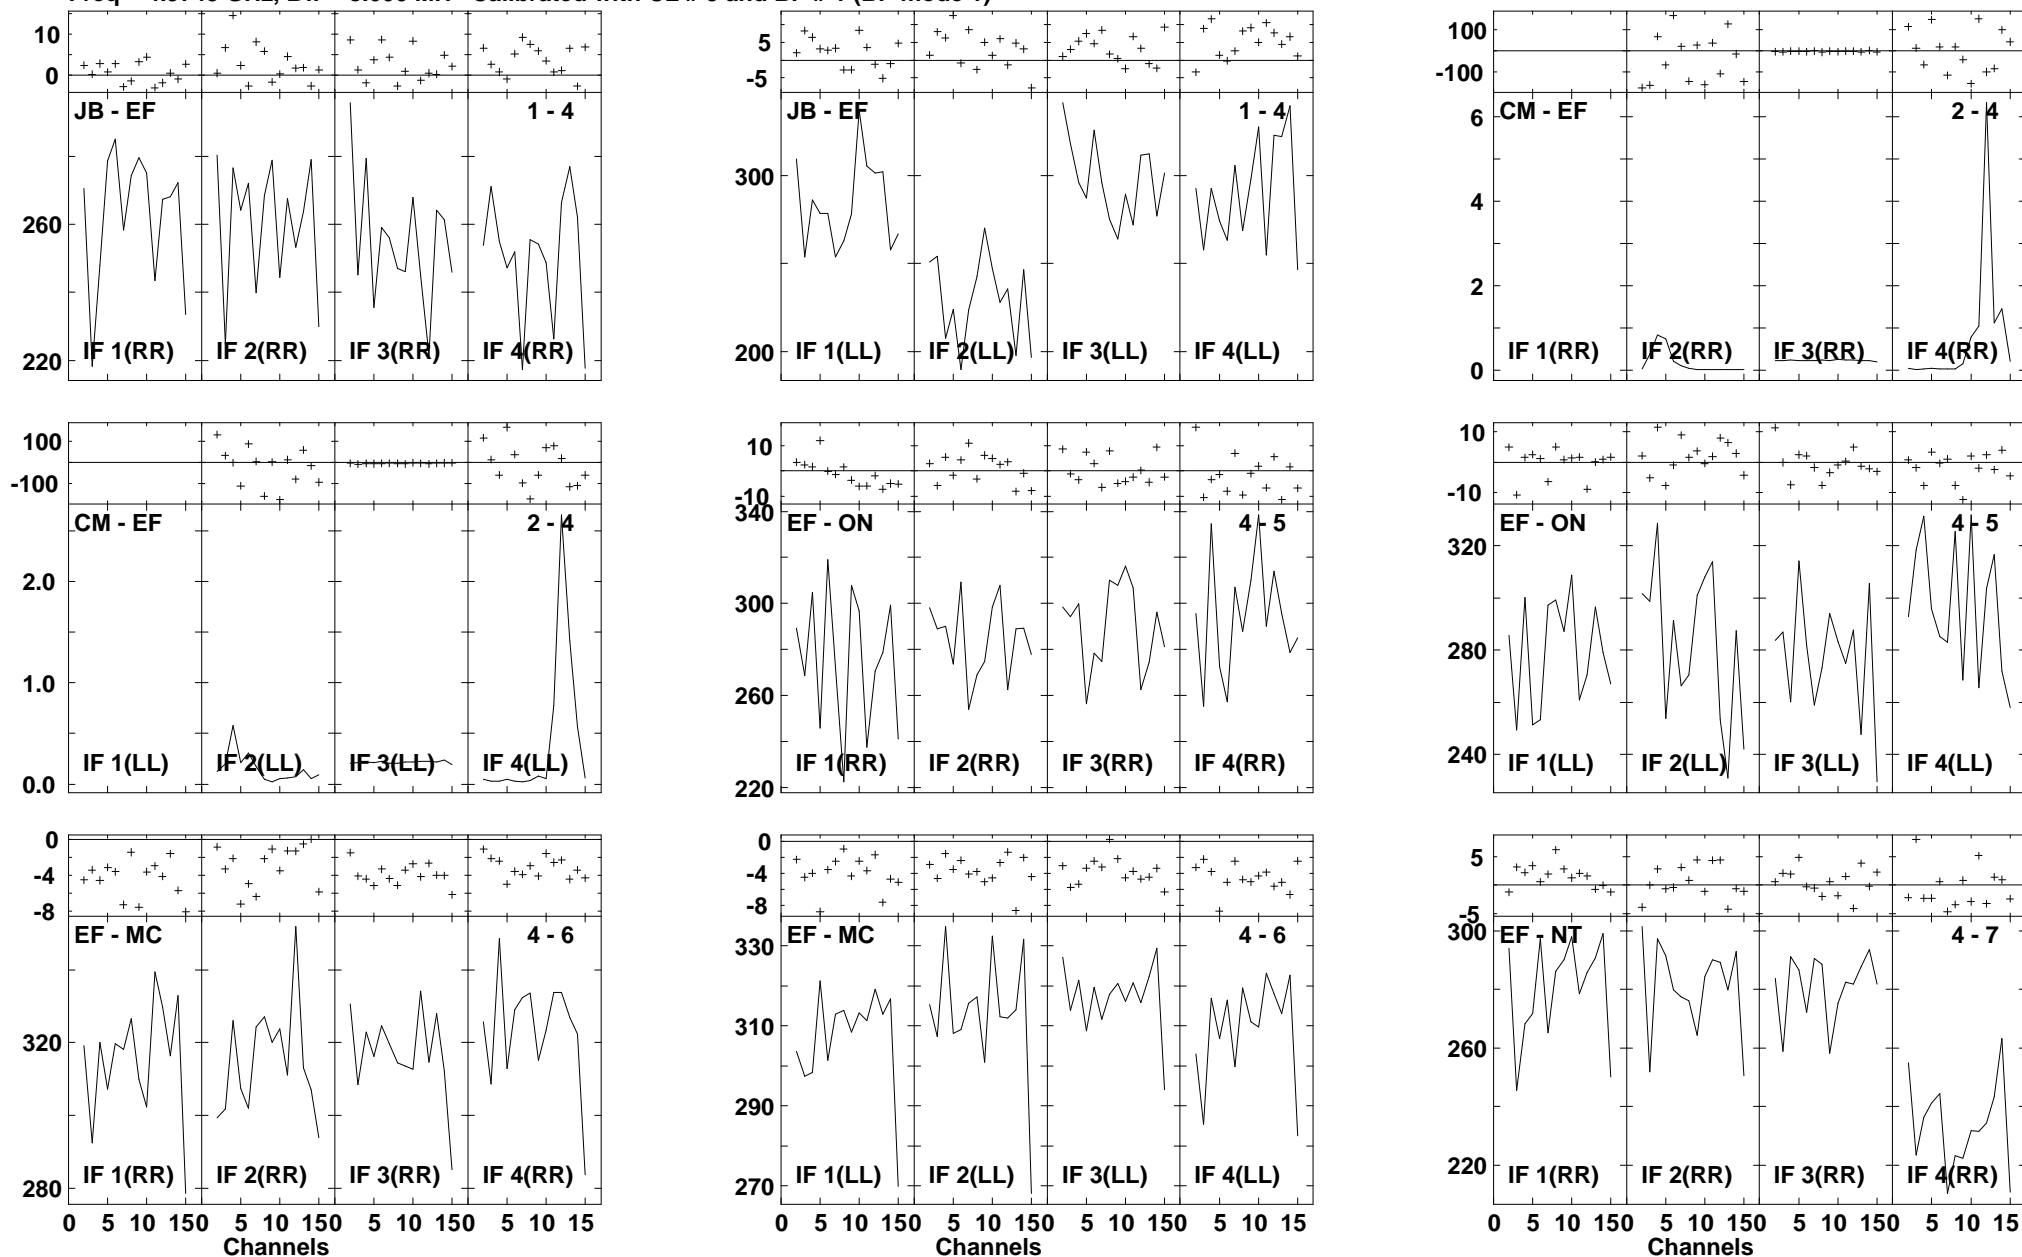 10
0
JB - EF
1 - 4
260
220
IF 1(RR)
IF 2(RR)
IF 3(RR)
IF 4(RR)
5
-5
JB - EF
1 - 4
300
200
IF 1(LL)
IF 2(LL)
IF 3(LL)
IF 4(LL)
100
-100
CM - EF
2 - 4
6
4
2
0
IF 1(RR)
IF 2(RR)
IF 3(RR)
IF 4(RR)
100
-100
CM - EF
2 - 4
2.0
1.0
0.0
IF 1(LL)
IF 2(LL)
IF 3(LL)
IF 4(LL)
10
-10
340
EF - ON
4 - 5
300
260
220
IF 1(RR)
IF 2(RR)
IF 3(RR)
IF 4(RR)
10
-10
EF - ON
4 - 5
320
280
240
IF 1(LL)
IF 2(LL)
IF 3(LL)
IF 4(LL)
0
-4
-8
EF - MC
4 - 6
320
280
IF 1(RR)
IF 2(RR)
IF 3(RR)
IF 4(RR)
0 5 10 150 5 10 150 5 10 150 5 10 15
Channels
0
-4
-8
EF - MC
4 - 6
330
310
290
270
IF 1(LL)
IF 2(LL)
IF 3(LL)
IF 4(LL)
0 5 10 150 5 10 150 5 10 150 5 10 15
Channels
5
-5
300
EF - NT
4 - 7
260
220
IF 1(RR)
IF 2(RR)
IF 3(RR)
IF 4(RR)
0 5 10 150 5 10 150 5 10 150 5 10 15
Channels